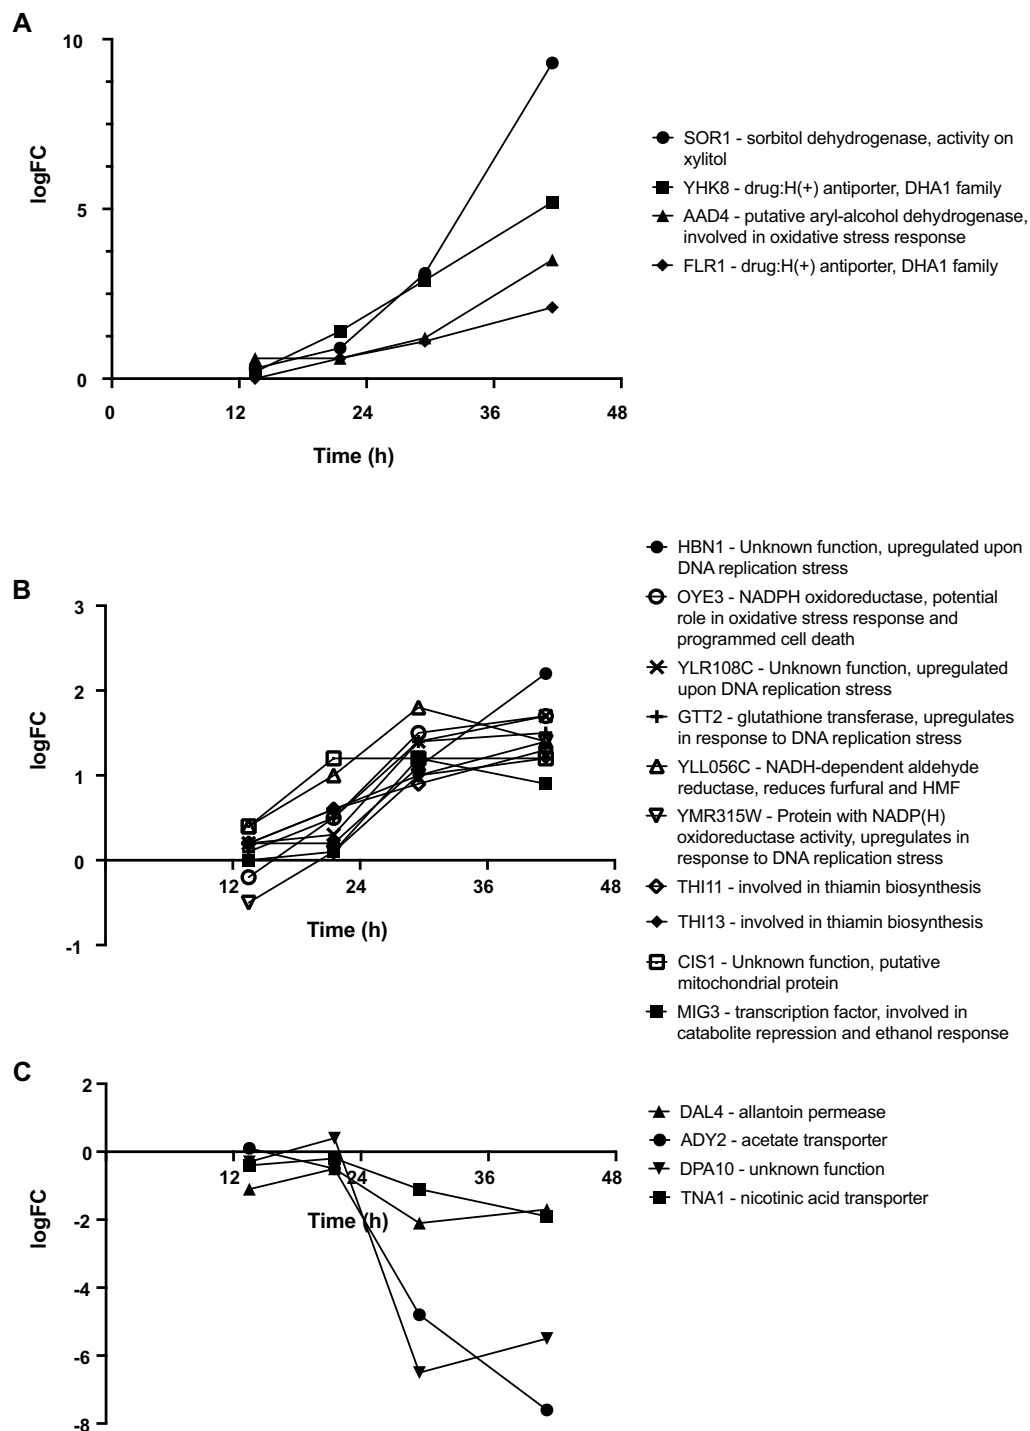 A
10
5
0
logFC
0
12
24
36
48
Time (h)
SOR1 - sorbitol dehydrogenase, activity on
xylitol
YHK8 - drug:H(+) antiporter, DHA1 family
AAD4 - putative aryl-alcohol dehydrogenase,
involved in oxidative stress response
FLR1 - drug:H(+) antiporter, DHA1 family
B
3
2
1
0
-1
logFC
12
24
36
48
Time (h)
HBN1 - Unknown function, upregulated upon
DNA replication stress
OYE3 - NADPH oxidoreductase, potential
role in oxidative stress response and
programmed cell death
YLR108C - Unknown function, upregulated
upon DNA replication stress
GTT2 - glutathione transferase, upregulates
in response to DNA replication stress
YLL056C - NADH-dependent aldehyde
reductase, reduces furfural and HMF
YMR315W - Protein with NADP(H)
oxidoreductase activity, upregulates in
response to DNA replication stress
THI11 - involved in thiamin biosynthesis
THI13 - involved in thiamin biosynthesis
CIS1 - Unknown function, putative
mitochondrial protein
MIG3 - transcription factor, involved in
catabolite repression and ethanol response
C
2
0
-2
-4
-6
-8
logFC
12
24
36
48
Time (h)
DAL4 - allantoin permease
ADY2 - acetate transporter
DPA10 - unknown function
TNA1 - nicotinic acid transporter